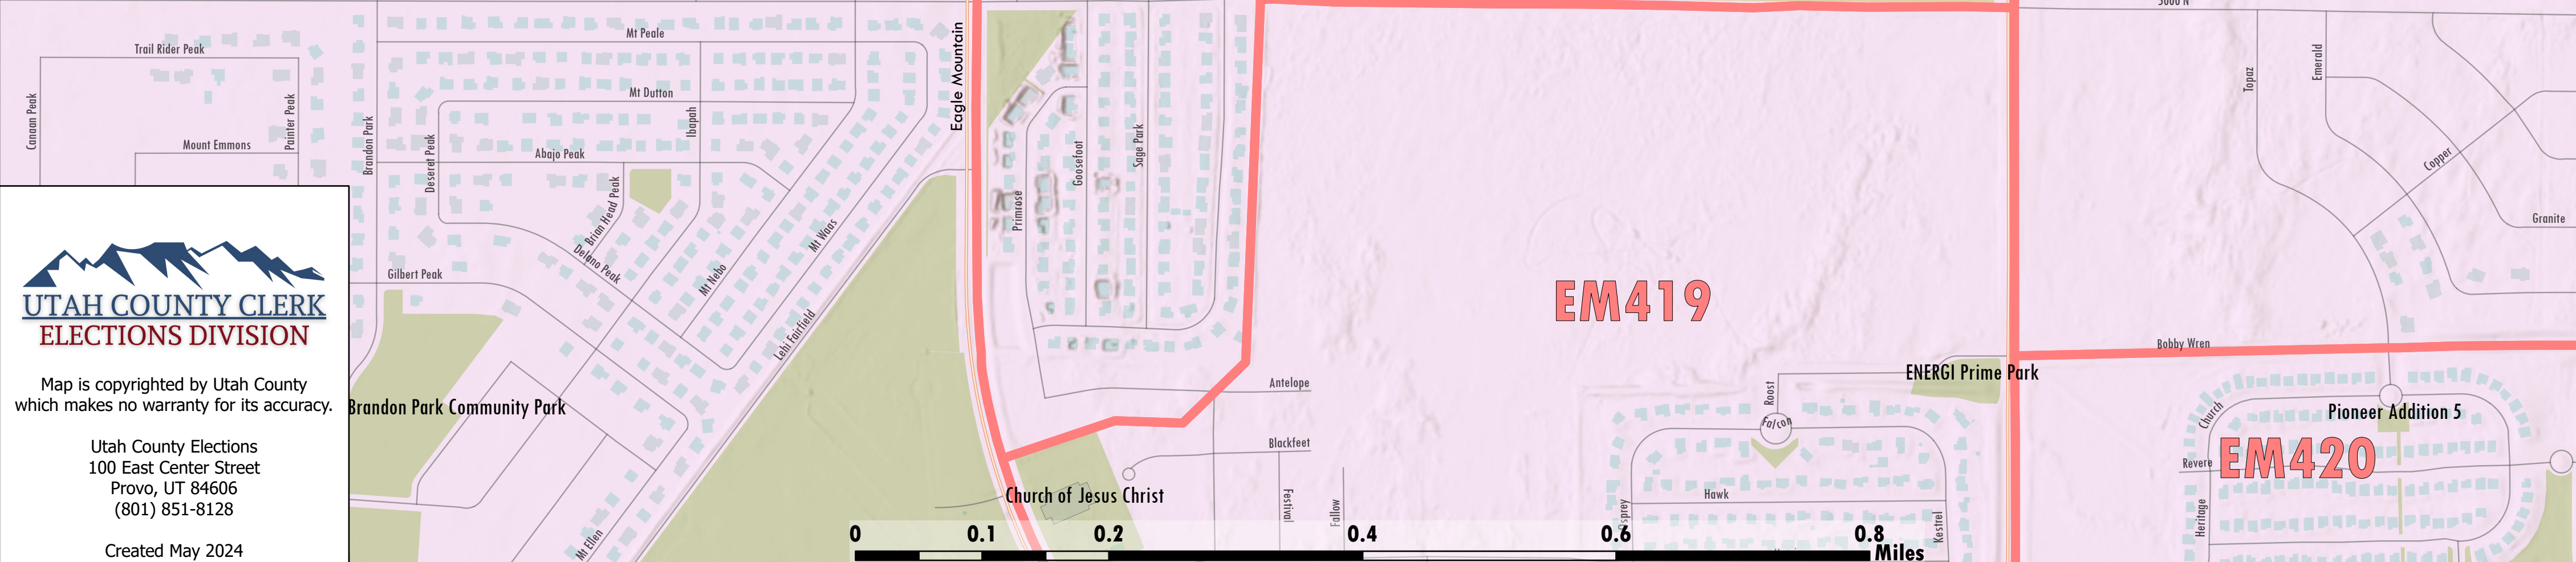 5000 N
Trail Rider Peak
Mt Peale
Eagle Mountain
Canaan Peak
Painter Peak
Brandon Park
Mt Dutton
Ibapah
Deseret Peak
Mount Emmons
Abajo Peak
Brian Head Peak
Delano Peak
Gilbert Peak
Mt Nebo
Mt Waas
Lehi Fairfield
Mt Ellen
Brandon Park Community Park
Primrose
Goosefoot
Sage Park
Antelope
Blackfeet
Festival
Fallow
Church of Jesus Christ
EM419
Roost
Falcon
ENERGI Prime Park
Hawk
Osprey
Kestrel
Topaz
Emerald
Copper
Granite
Bobby Wren
Church
Pioneer Addition 5
Revere
EM420
Heritage
UTAH COUNTY CLERK
ELECTIONS DIVISION
Map is copyrighted by Utah County
which makes no warranty for its accuracy.
Utah County Elections
100 East Center Street
Provo, UT 84606
(801) 851-8128
Created May 2024
0 0.1 0.2 0.4 0.6 0.8
Miles